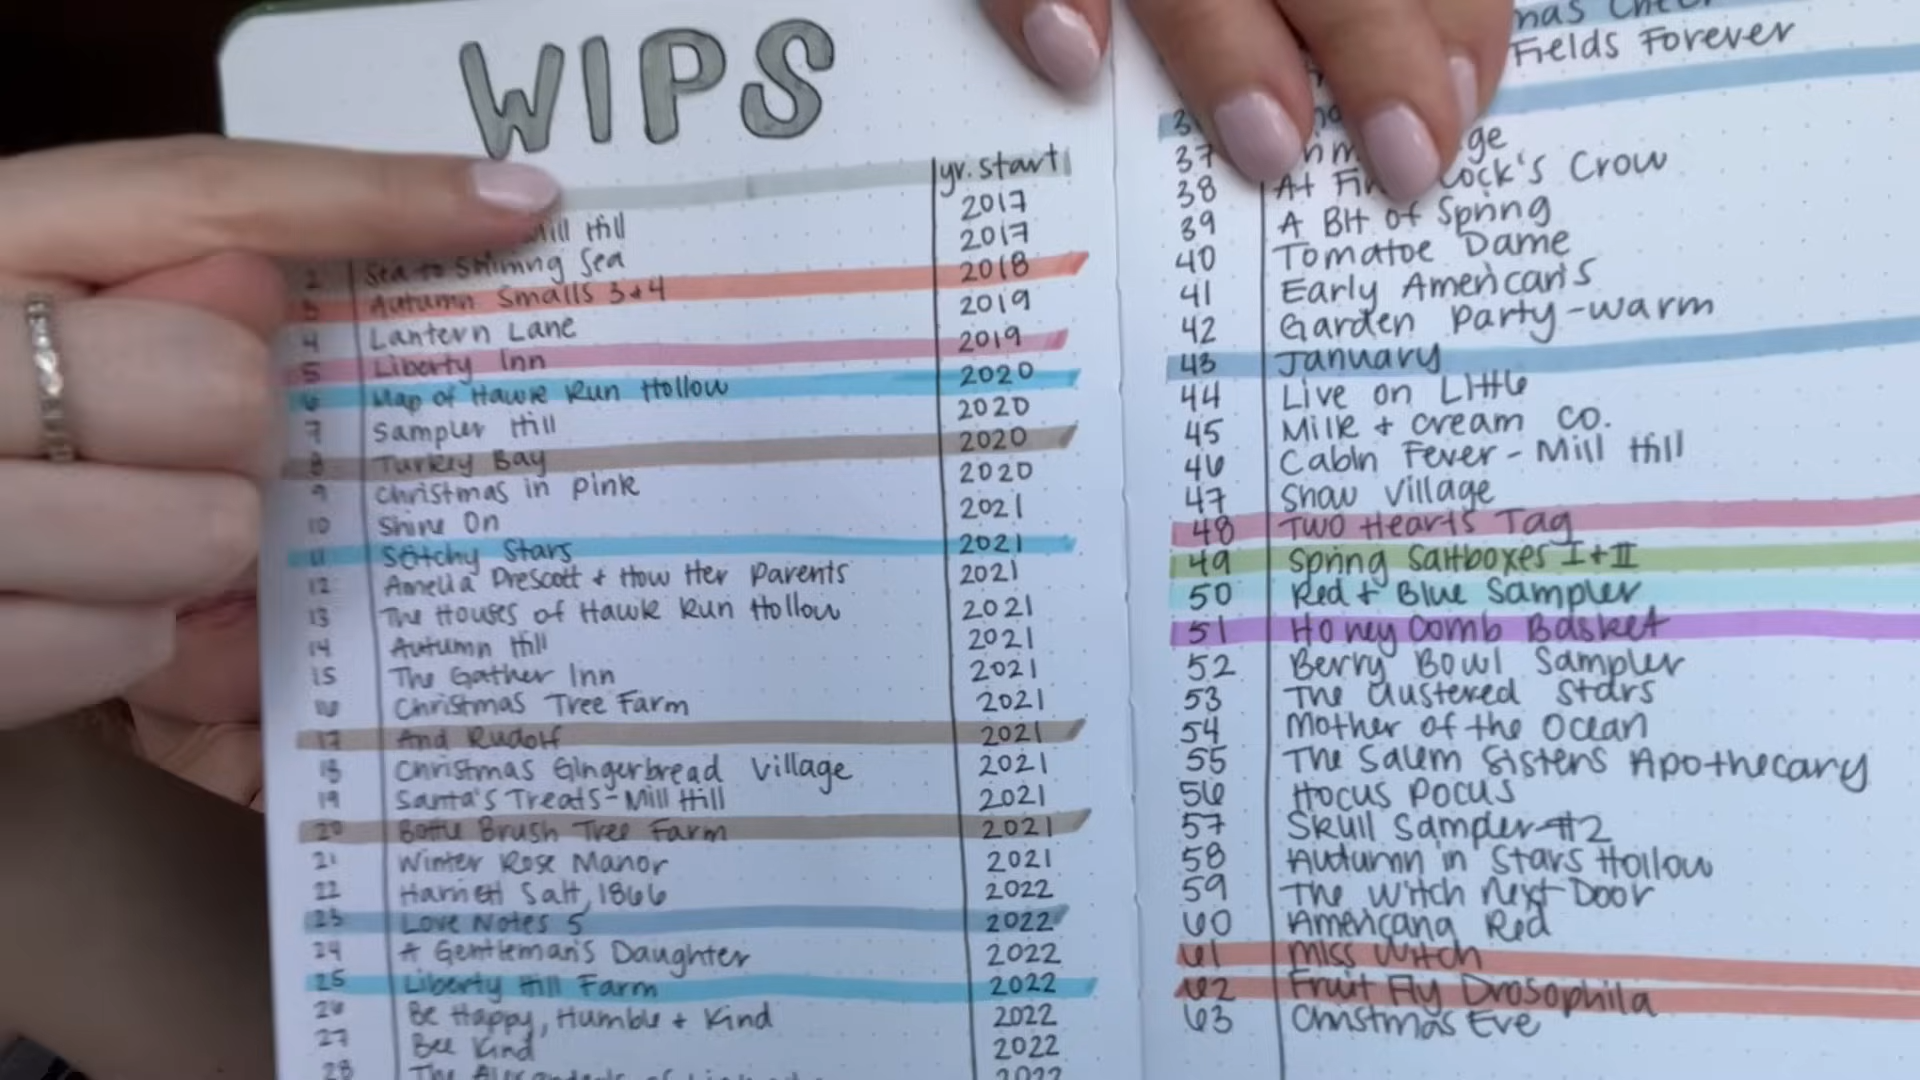 WIPS
yr. start
Mill Hill 2017
2 Sea to Shining Sea 2017
3 Autumn Smalls 3+4 2018
4 Lantern Lane 2019
5 Liberty Inn 2019
6 Map of Hawk Run Hollow 2020
7 Sampler Hill 2020
8 Turkey Bay 2020
9 Christmas in Pink 2020
10 Shine On 2021
11 Stitchy Stars 2021
12 Amelia Prescott + How Her Parents 2021
13 The Houses of Hawk Run Hollow 2021
14 Autumn Hill 2021
15 The Gather Inn 2021
16 Christmas Tree Farm 2021
17 And Rudolf 2021
18 Christmas Gingerbread Village 2021
19 Santa's Treats - Mill Hill 2021
20 Bottle Brush Tree Farm 2021
21 Winter Rose Manor 2021
22 Harriett Salt, 1866 2022
23 Love Notes 5 2022
24 A Gentleman's Daughter 2022
25 Liberty Hill Farm 2022
26 Be Happy, Humble + Kind 2022
27 Bee Kind 2022
28 The 2022
Fields Forever
37
38 At Cock's Crow
39 A Bit of Spring
40 Tomatoe Dame
41 Early American's
42 Garden Party - warm
43 January
44 Live on Little
45 Milk + Cream Co.
46 Cabin Fever - Mill Hill
47 Snow Village
48 Two Hearts Tag
49 Spring Saltboxes I+II
50 Red + Blue Sampler
51 Honey Comb Basket
52 Berry Bowl Sampler
53 The Clustered Stars
54 Mother of the Ocean
55 The Salem Sisters Apothecary
56 Hocus Pocus
57 Skull Sampler #2
58 Autumn in Stars Hollow
59 The Witch Next Door
60 Americana Red
61 Miss Witch
62 Fruit Fly Drosophila
63 Christmas Eve